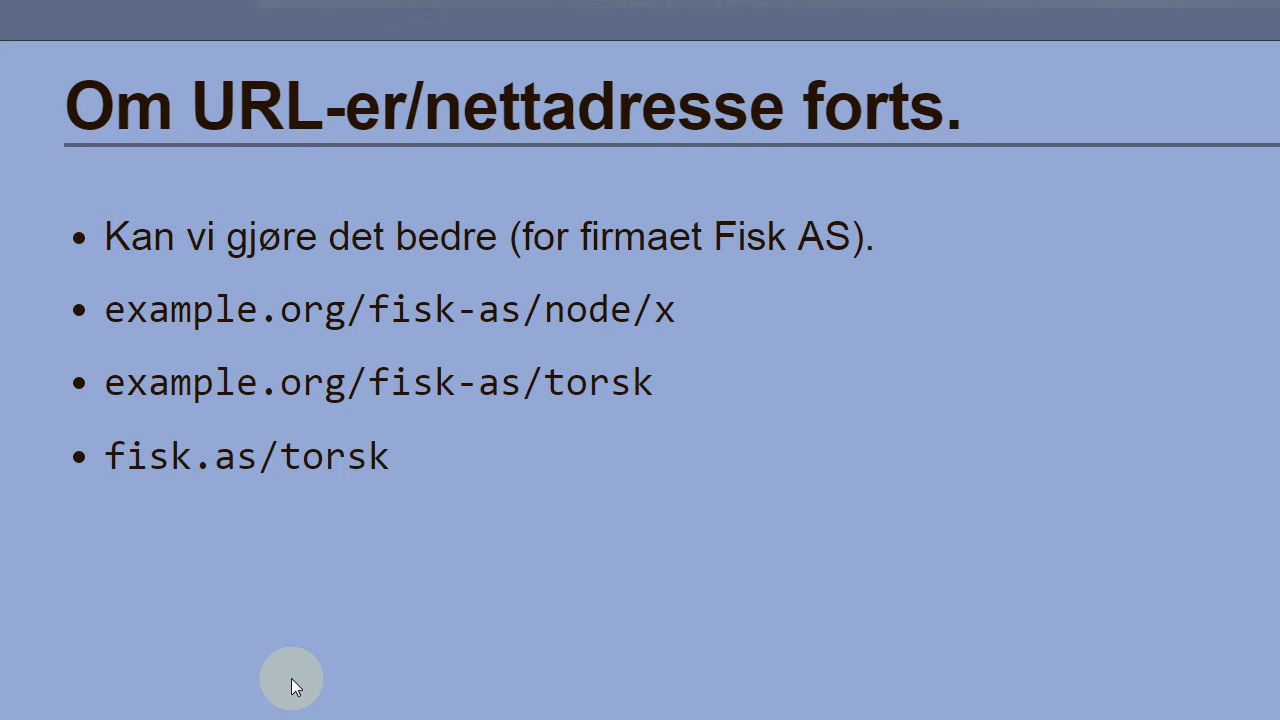 Om URL-er/nettadresse forts.
Kan vi gjøre det bedre (for firmaet Fisk AS).
example.org/fisk-as/node/x
example.org/fisk-as/torsk
fisk.as/torsk